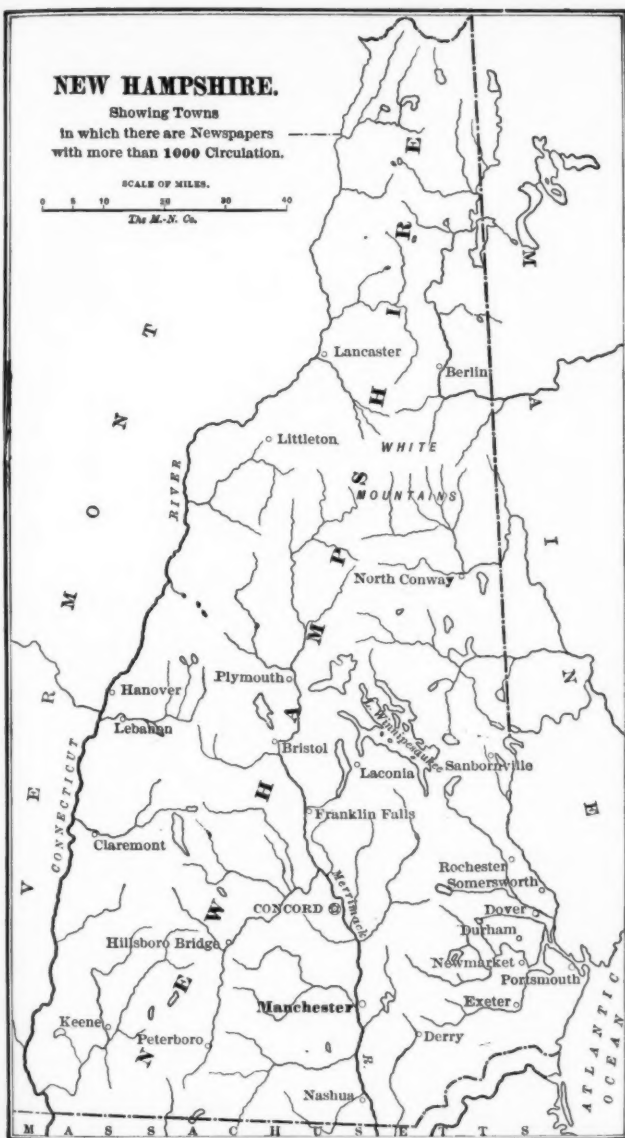 NEW HAMPSHIRE.
Showing Towns
in which there are Newspapers
with more than 1000 Circulation.
SCALE OF MILES.
0 5 10 20 30 40
The M.-N. Co.
NEW HAMPSHIRE
VERMONT
MAINE
Lancaster
Berlin
Littleton
WHITE
MOUNTAINS
CONNECTICUT RIVER
North Conway
Plymouth
Hanover
Lebanon
Bristol
L. Winnipesaukee
Laconia
Sanbornville
Franklin Falls
Claremont
Rochester
Somersworth
Merrimack R.
CONCORD
Dover
Durham
Hillsboro Bridge
Newmarket
Portsmouth
Manchester
Exeter
Keene
Peterboro
Derry
Nashua
ATLANTIC
OCEAN
MASSACHUSETTS